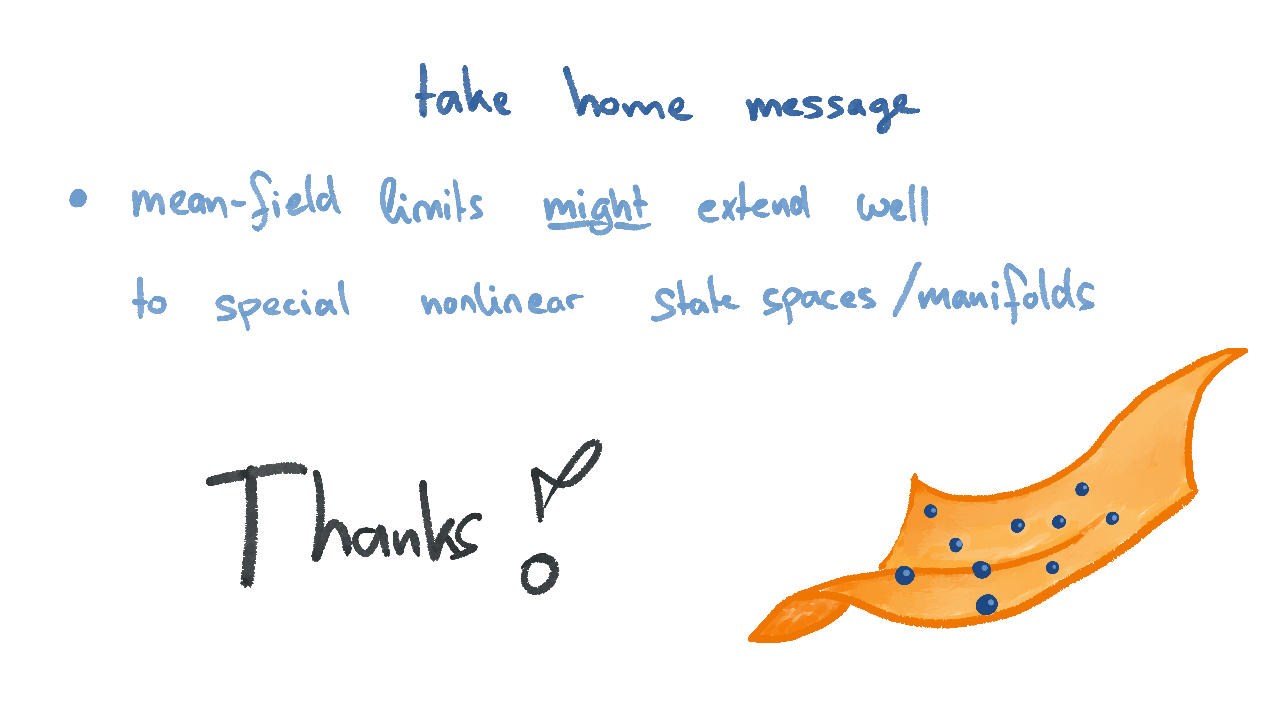 take home message
• mean-field limits might extend well
to special nonlinear state spaces/manifolds
Thanks!